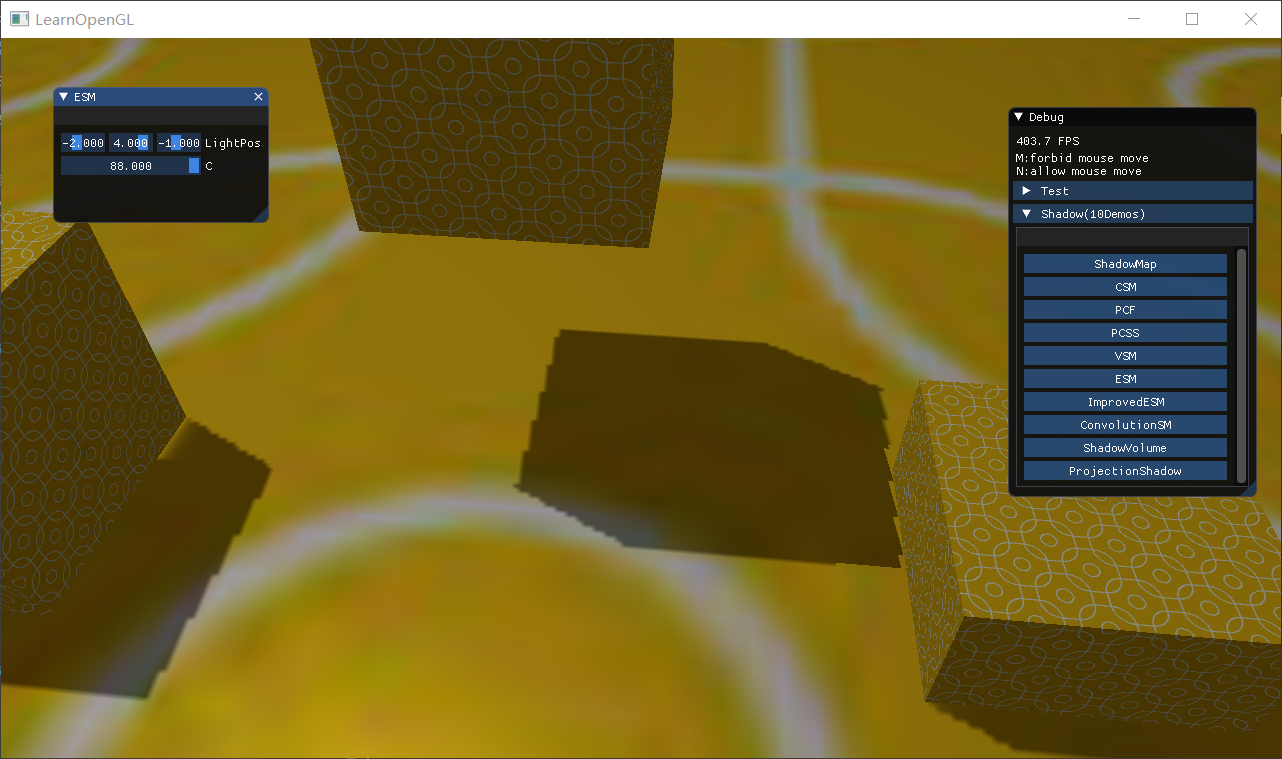 LearnOpenGL
ESM
-2.000 4.000 -1.000 LightPos
88.000 C
Debug
403.7 FPS
M:forbid mouse move
N:allow mouse move
Test
Shadow(10Demos)
ShadowMap
CSM
PCF
PCSS
VSM
ESM
ImprovedESM
ConvolutionSM
ShadowVolume
ProjectionShadow